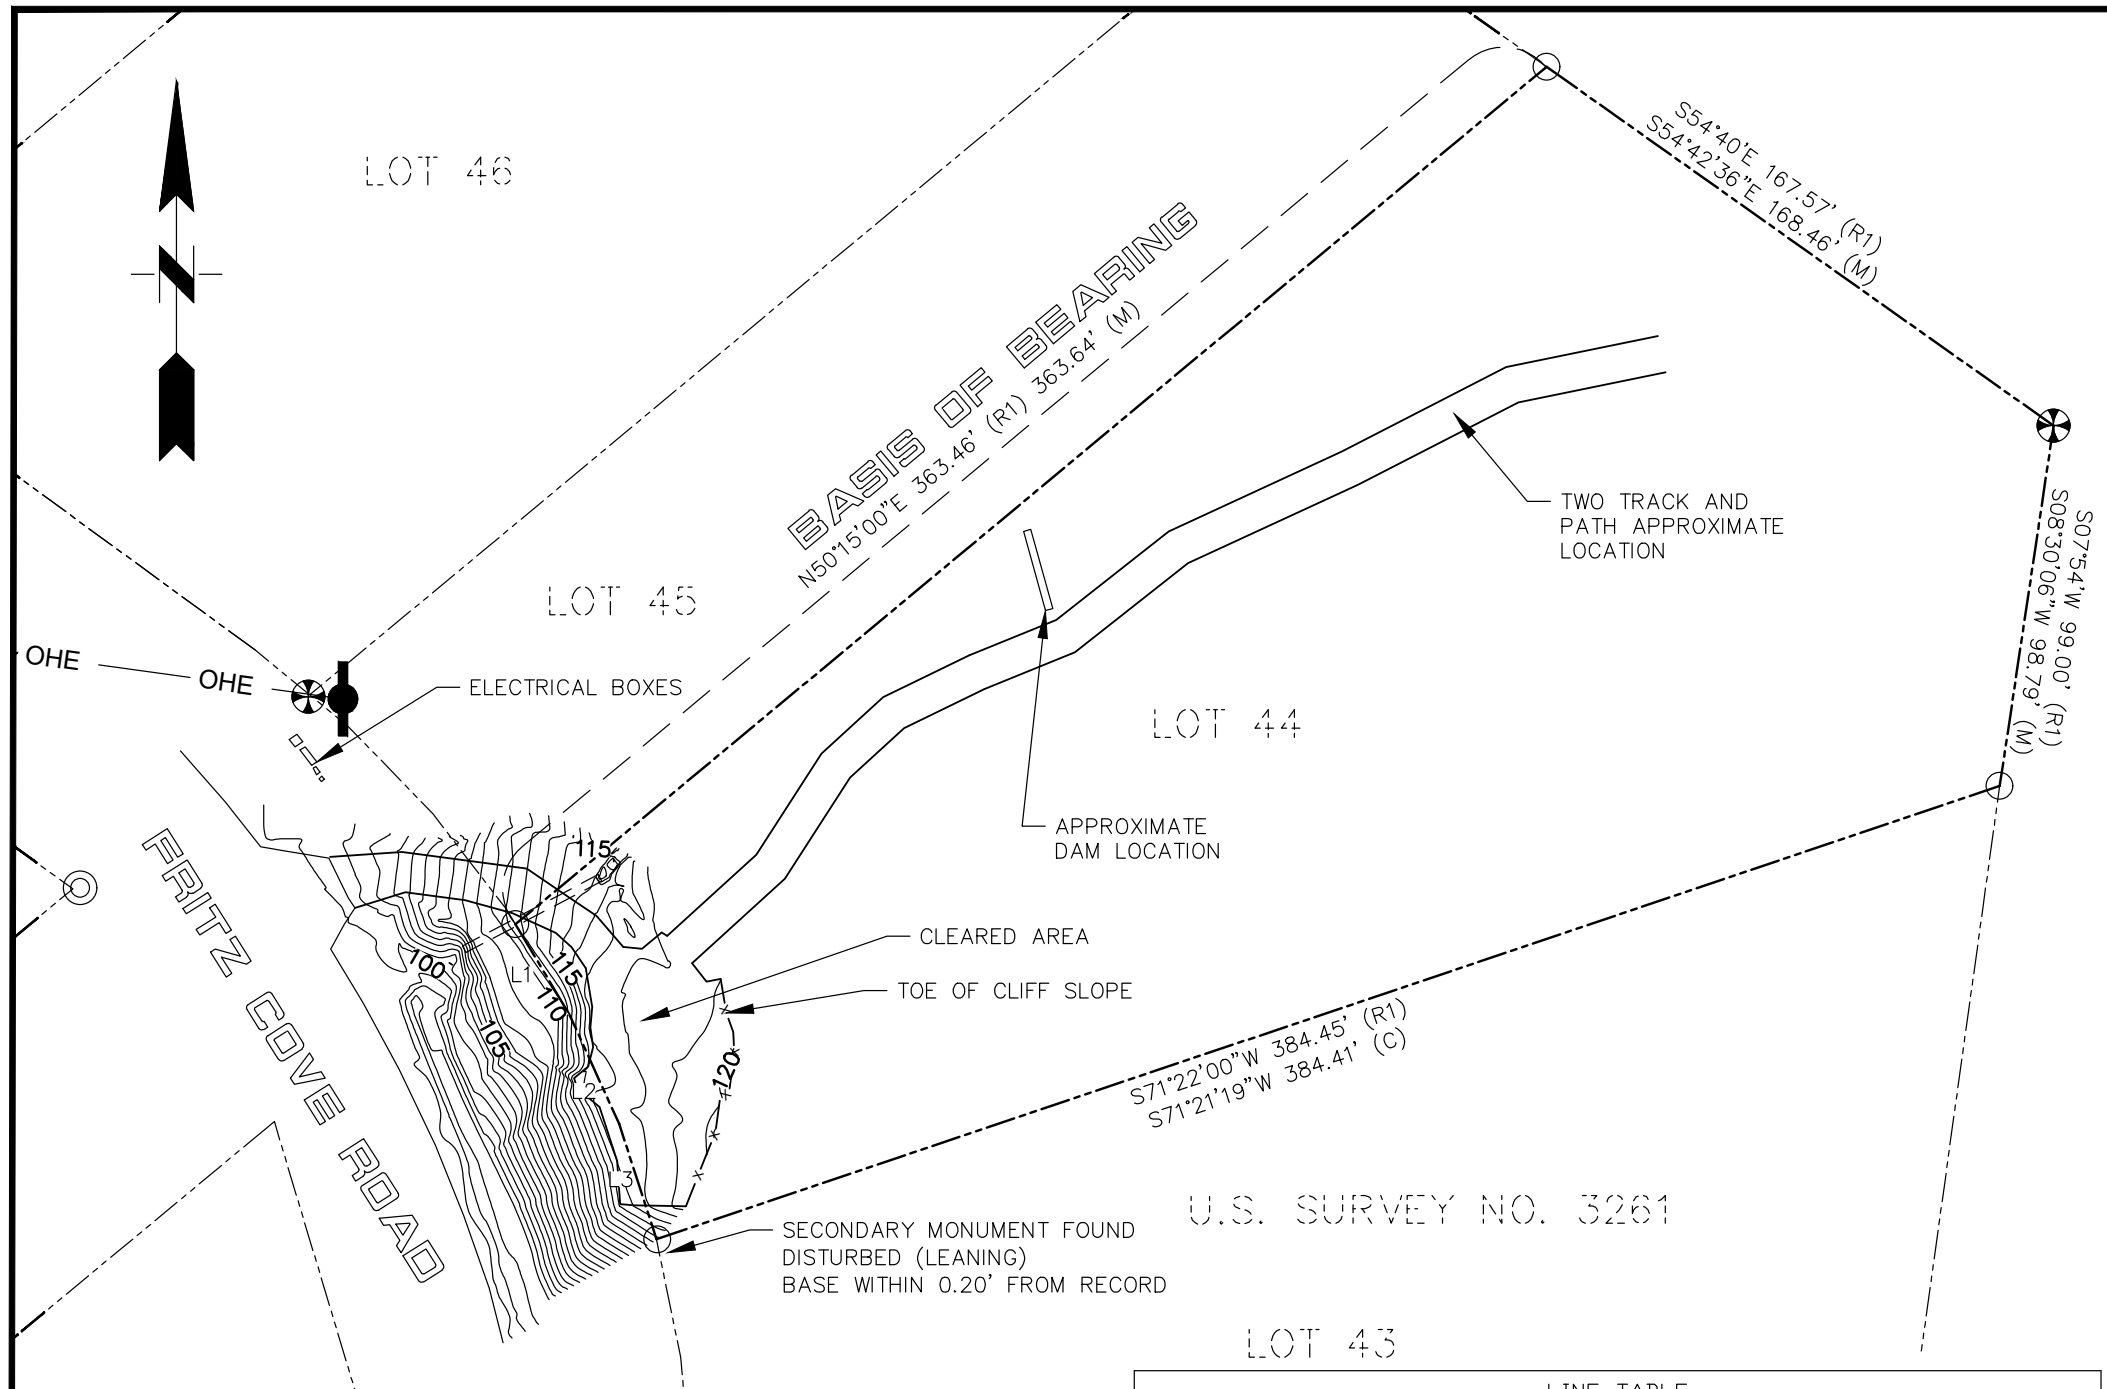 LOT 46
N
S54°40'E 167.57' (R1)
S54°42'36"E 168.46' (M)
BASIS OF BEARING
N50°15'00"E 363.46' (R1) 363.64' (M)
TWO TRACK AND
PATH APPROXIMATE
LOCATION
S07°54'W 99.00' (R1)
S08°30'06"W 98.79' (M)
LOT 45
OHE
OHE
ELECTRICAL BOXES
LOT 44
APPROXIMATE
DAM LOCATION
115
FRITZ COVE ROAD
CLEARED AREA
100
L1
115
110
TOE OF CLIFF SLOPE
105
120
L2
S71°22'00"W 384.45' (R1)
S71°21'19"W 384.41' (C)
L3
U.S. SURVEY NO. 3261
SECONDARY MONUMENT FOUND
DISTURBED (LEANING)
BASE WITHIN 0.20' FROM RECORD
LOT 43
LINE TABLE